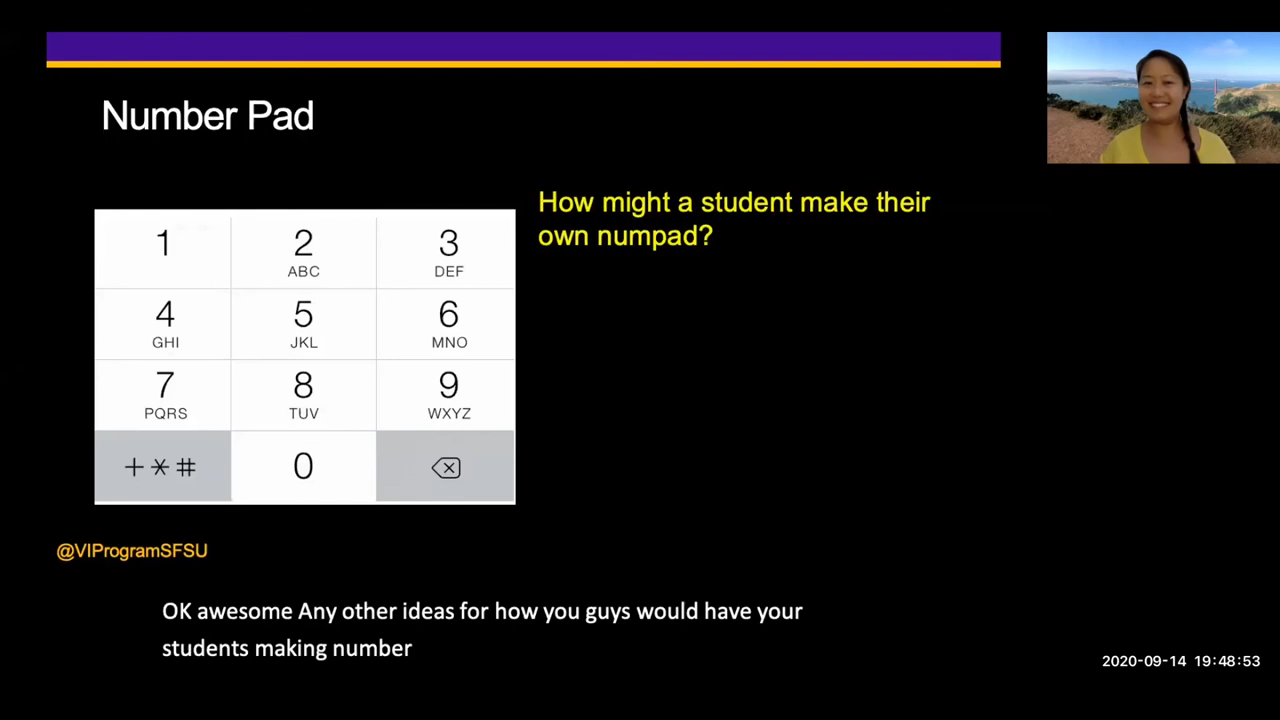 Number Pad
How might a student make their
own numpad?
1 2 3
ABC DEF
4 5 6
GHI JKL MNO
7 8 9
PQRS TUV WXYZ
+*# 0
@VIProgramSFSU
OK awesome Any other ideas for how you guys would have your
students making number
2020-09-14 19:48:53